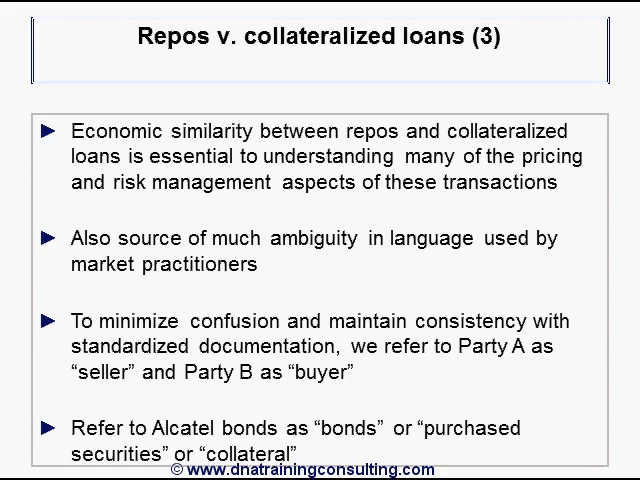 Repos v. collateralized loans (3)
► Economic similarity between repos and collateralized
loans is essential to understanding many of the pricing
and risk management aspects of these transactions
► Also source of much ambiguity in language used by
market practitioners
► To minimize confusion and maintain consistency with
standardized documentation, we refer to Party A as
“seller” and Party B as “buyer”
► Refer to Alcatel bonds as “bonds” or “purchased
securities” or “collateral”
© www.dnatrainingconsulting.com